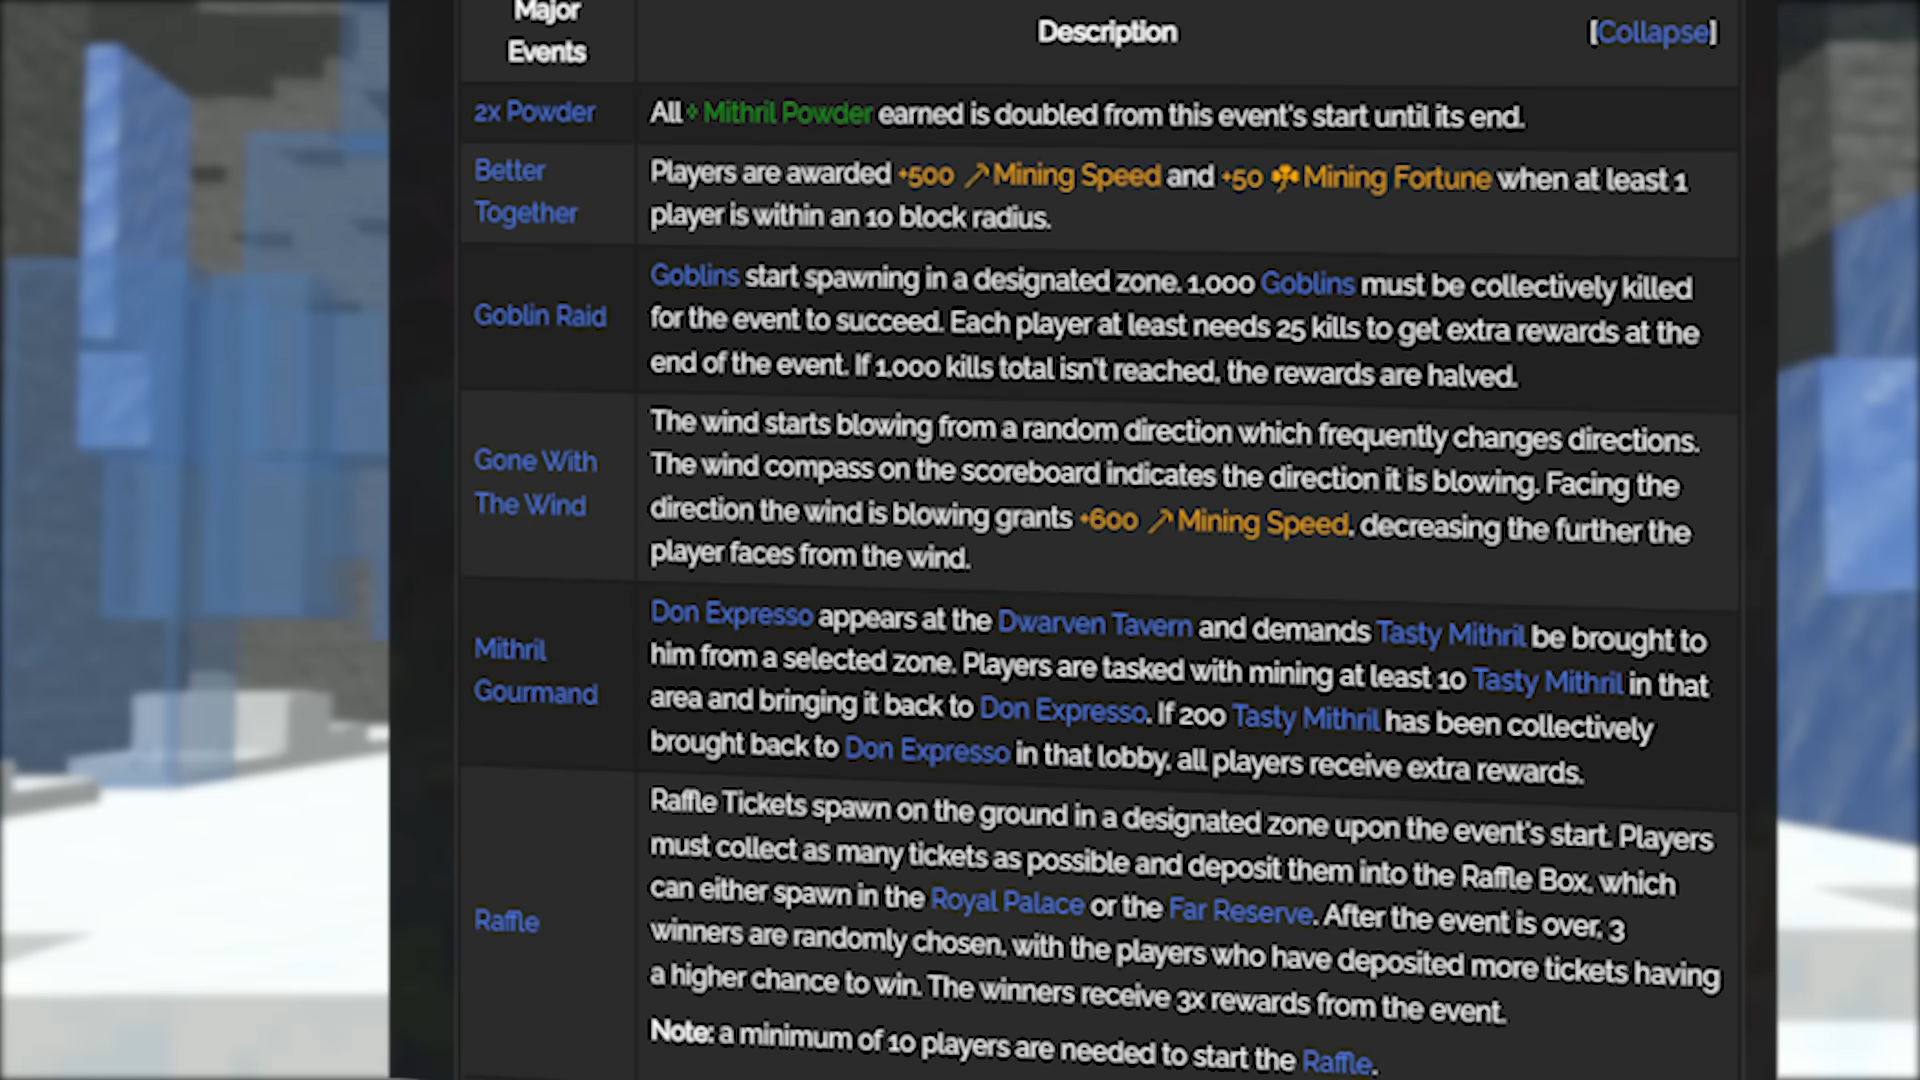 Major
Events
Description
[Collapse]
2x Powder
All Mithril Powder earned is doubled from this event's start until its end.
Better
Together
Players are awarded +500 Mining Speed and +50 ☘ Mining Fortune when at least 1
player is within an 10 block radius.
Goblin Raid
Goblins start spawning in a designated zone. 1,000 Goblins must be collectively killed
for the event to succeed. Each player at least needs 25 kills to get extra rewards at the
end of the event. If 1,000 kills total isn't reached, the rewards are halved.
Gone With
The Wind
The wind starts blowing from a random direction which frequently changes directions.
The wind compass on the scoreboard indicates the direction it is blowing. Facing the
direction the wind is blowing grants +600 Mining Speed, decreasing the further the
player faces from the wind.
Mithril
Gourmand
Don Expresso appears at the Dwarven Tavern and demands Tasty Mithril be brought to
him from a selected zone. Players are tasked with mining at least 10 Tasty Mithril in that
area and bringing it back to Don Expresso. If 200 Tasty Mithril has been collectively
brought back to Don Expresso in that lobby, all players receive extra rewards.
Raffle
Raffle Tickets spawn on the ground in a designated zone upon the event's start. Players
must collect as many tickets as possible and deposit them into the Raffle Box, which
can either spawn in the Royal Palace or the Far Reserve. After the event is over, 3
winners are randomly chosen, with the players who have deposited more tickets having
a higher chance to win. The winners receive 3x rewards from the event.
Note: a minimum of 10 players are needed to start the Raffle.